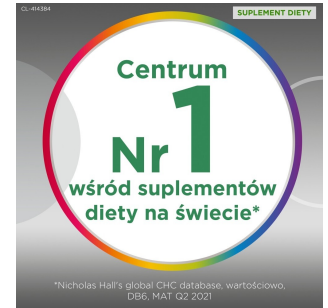 CL-414384
SUPLEMENT DIETY
Centrum
Nr 1
wśród suplementów
diety na świecie*
*Nicholas Hall's global CHC database, wartościowo,
DB6, MAT Q2 2021